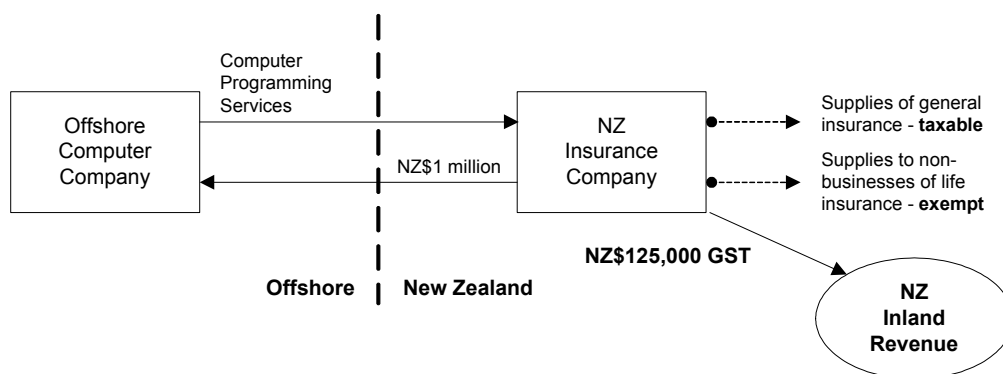 Computer
Programming
Services
Offshore
Computer
Company
NZ
Insurance
Company
Supplies of general
insurance - taxable
NZ$1 million
Supplies to non-
businesses of life
insurance - exempt
NZ$125,000 GST
Offshore
New Zealand
NZ
Inland
Revenue